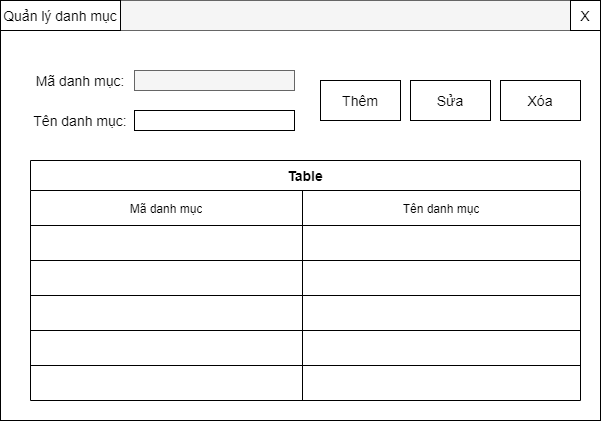 Quản lý danh mục
X
Mã danh mục:
Tên danh mục:
Thêm
Sửa
Xóa
Table
Mã danh mục
Tên danh mục